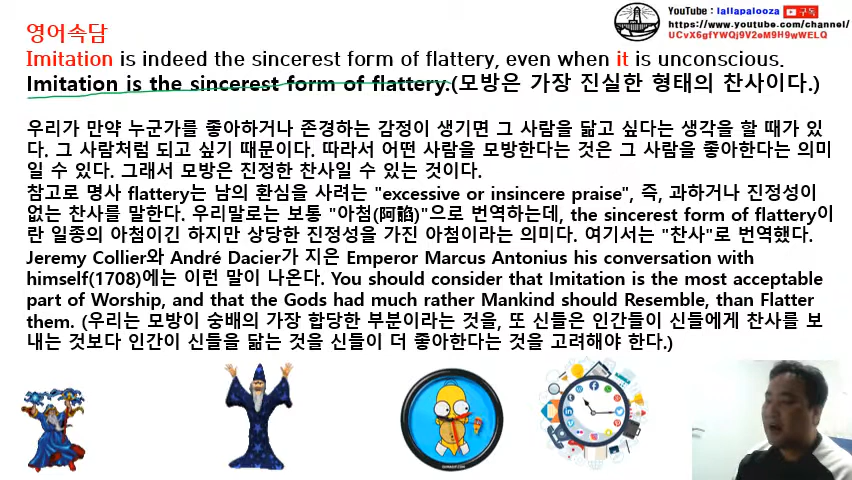 YouTube : lallapalooza 구독
https://www.youtube.com/channel/
UCvX6gfYWQj9V2eM9H9wWELQ
영어속담
Imitation is indeed the sincerest form of flattery, even when it is unconscious.
Imitation is the sincerest form of flattery.(모방은 가장 진실한 형태의 찬사이다.)
우리가 만약 누군가를 좋아하거나 존경하는 감정이 생기면 그 사람을 닮고 싶다는 생각을 할 때가 있
다. 그 사람처럼 되고 싶기 때문이다. 따라서 어떤 사람을 모방한다는 것은 그 사람을 좋아한다는 의미
일 수 있다. 그래서 모방은 진정한 찬사일 수 있는 것이다.
참고로 명사 flattery는 남의 환심을 사려는 "excessive or insincere praise", 즉, 과하거나 진정성이
없는 찬사를 말한다. 우리말로는 보통 "아첨(阿諂)"으로 번역하는데, the sincerest form of flattery이
란 일종의 아첨이긴 하지만 상당한 진정성을 가진 아첨이라는 의미다. 여기서는 "찬사"로 번역했다.
Jeremy Collier와 André Dacier가 지은 Emperor Marcus Antonius his conversation with
himself(1708)에는 이런 말이 나온다. You should consider that Imitation is the most acceptable
part of Worship, and that the Gods had much rather Mankind should Resemble, than Flatter
them. (우리는 모방이 숭배의 가장 합당한 부분이라는 것을, 또 신들은 인간들이 신들에게 찬사를 보
내는 것보다 인간이 신들을 닮는 것을 신들이 더 좋아한다는 것을 고려해야 한다.)